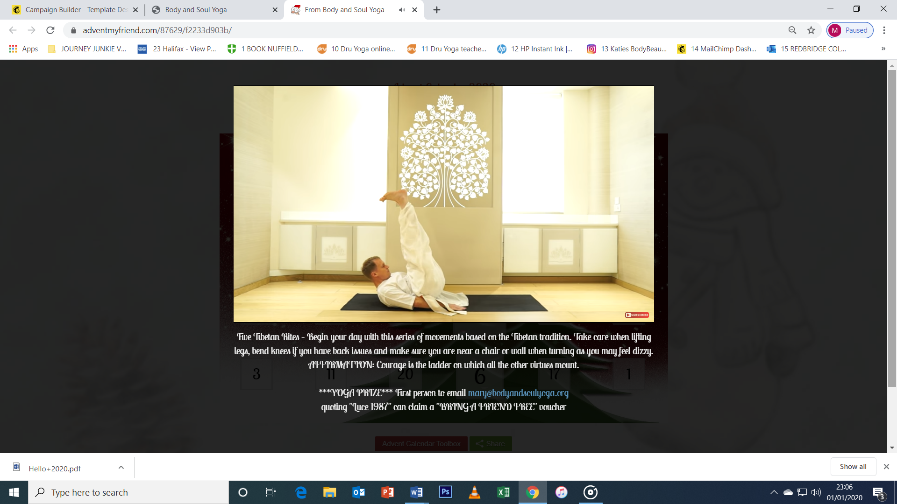 Campaign Builder - Template De
Body and Soul Yoga
From Body and Soul Yoga
adventmyfriend.com/87629/f2233d903b/
M Paused
Apps
JOURNEY JUNKIE V...
23 Halifax - View P...
1 BOOK NUFFIELD...
10 Dru Yoga online...
11 Dru Yoga teache...
12 HP Instant Ink |...
13 Katies BodyBeau...
14 MailChimp Dash...
15 REDBRIDGE COL...
Five Tibetan Rites - Begin your day with this series of movements based on the Tibetan tradition. Take care when lifting
legs, bend knees if you have back issues and make sure you are near a chair or wall when turning as you may feel dizzy.
AFFIRMATION: Courage is the ladder on which all the other virtues mount.
3 11 20 6 17 1
***YOGA PRIZE*** First person to email mary@bodyandsoulyoga.org
quoting "Luce 1987" can claim a "BRING A FRIEND FREE" voucher
Advent Calendar Toolbox
Share
Hello+2020.pdf
Show all
Type here to search
23:06
01/01/2020